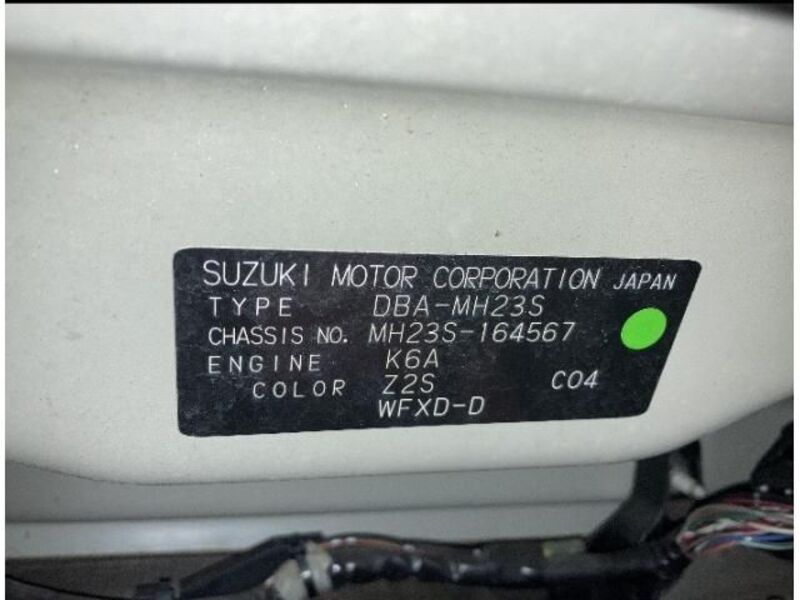 SUZUKI MOTOR CORPORATION JAPAN
TYPE DBA-MH23S
CHASSIS NO. MH23S-164567
ENGINE K6A
COLOR Z2S C04
WFXD-D